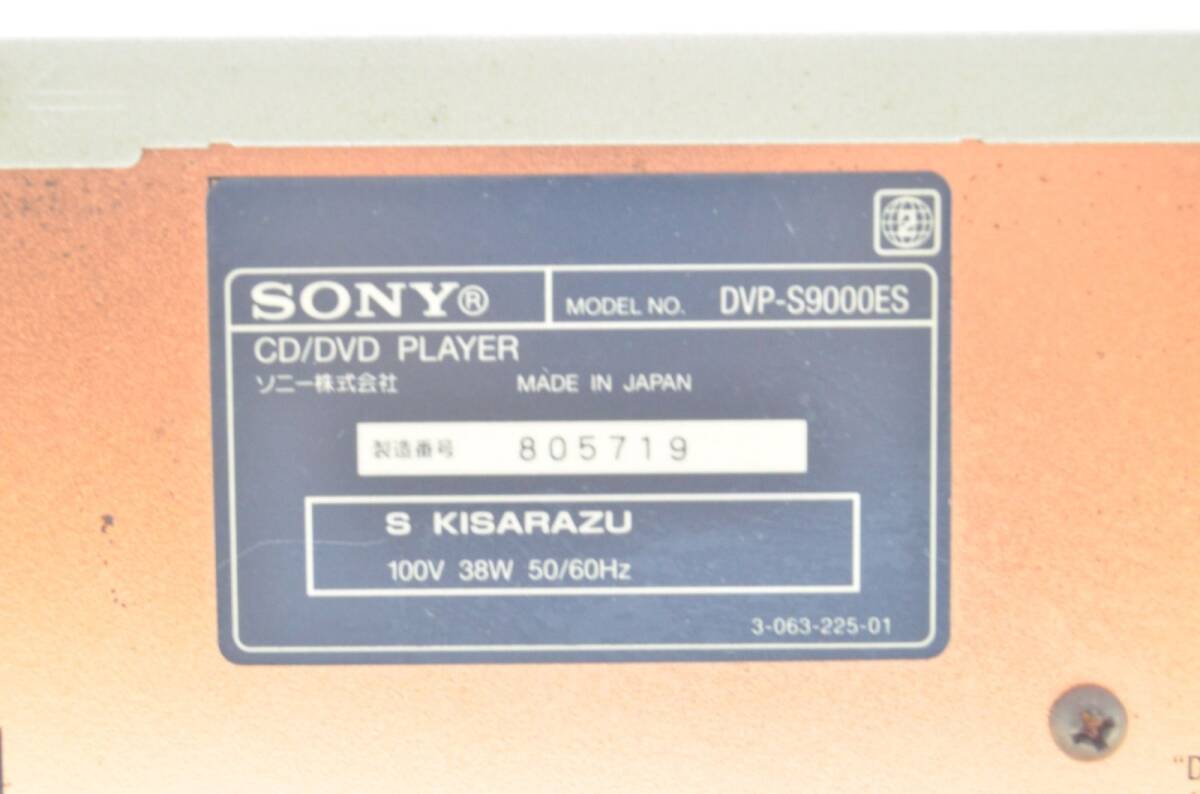 2
SONY® MODEL NO. DVP-S9000ES
CD/DVD PLAYER
ソニー株式会社 MADE IN JAPAN
製造番号 805719
S KISARAZU
100V 38W 50/60Hz
3-063-225-01
"D